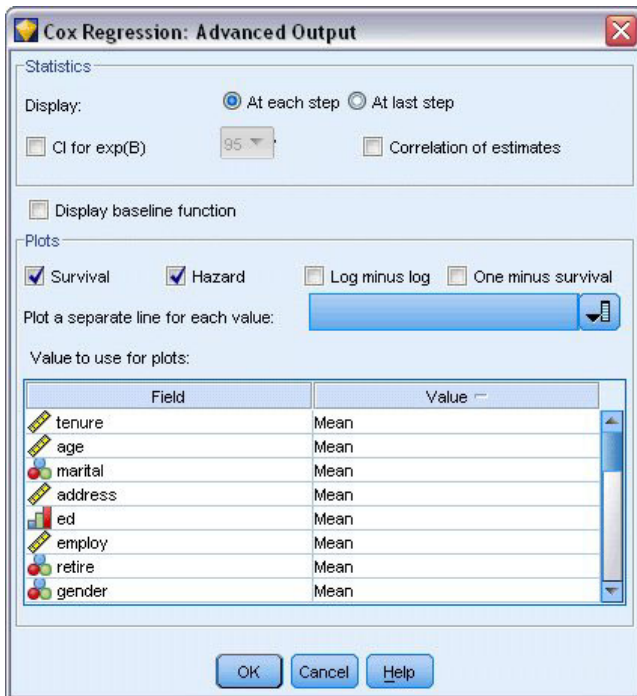 Cox Regression: Advanced Output
Statistics
Display: At each step At last step
CI for exp(B) 95 Correlation of estimates
Display baseline function
Plots
Survival Hazard Log minus log One minus survival
Plot a separate line for each value:
Value to use for plots:
Field Value
tenure Mean
age Mean
marital Mean
address Mean
ed Mean
employ Mean
retire Mean
gender Mean
OK Cancel Help